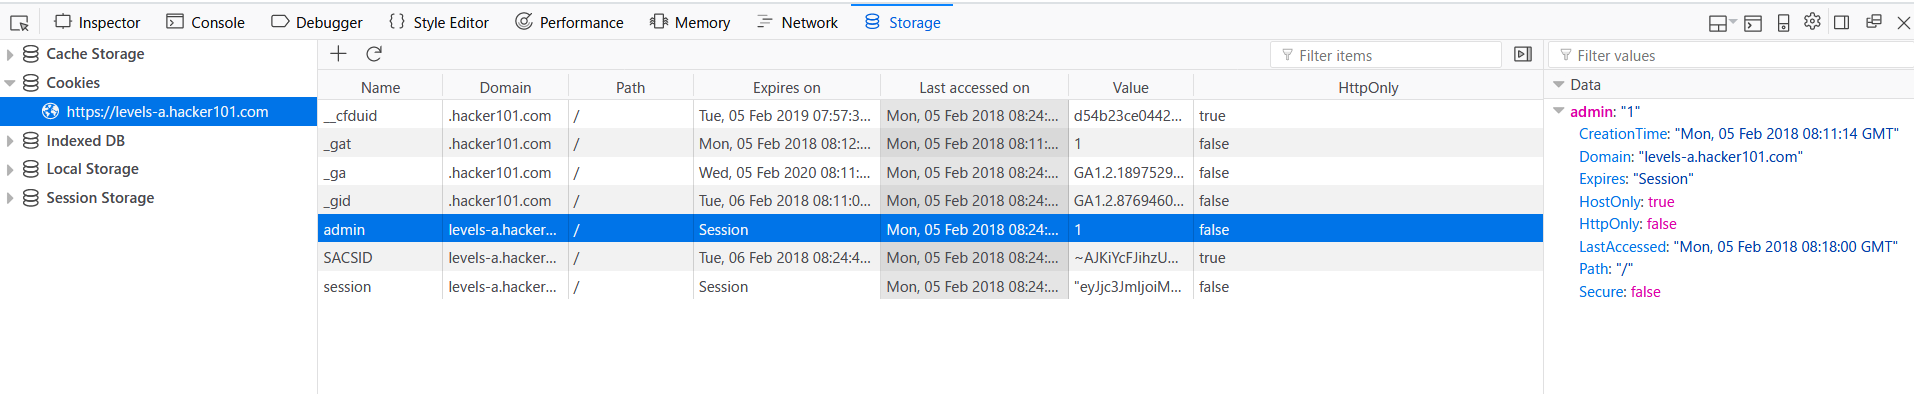 Inspector Console Debugger Style Editor Performance Memory Network Storage
Cache Storage
Cookies
https://levels-a.hacker101.com
Indexed DB
Local Storage
Session Storage
Filter items
Name Domain Path Expires on Last accessed on Value HttpOnly
__cfduid .hacker101.com / Tue, 05 Feb 2019 07:57:3... Mon, 05 Feb 2018 08:24:... d54b23ce0442... true
_gat .hacker101.com / Mon, 05 Feb 2018 08:12:... Mon, 05 Feb 2018 08:11:... 1 false
_ga .hacker101.com / Wed, 05 Feb 2020 08:11:... Mon, 05 Feb 2018 08:24:... GA1.2.1897529... false
_gid .hacker101.com / Tue, 06 Feb 2018 08:11:0... Mon, 05 Feb 2018 08:24:... GA1.2.8769460... false
admin levels-a.hacker... / Session Mon, 05 Feb 2018 08:24:... 1 false
SACSID levels-a.hacker... / Tue, 06 Feb 2018 08:24:4... Mon, 05 Feb 2018 08:24:... ~AJKiYcFJihzU... true
session levels-a.hacker... / Session Mon, 05 Feb 2018 08:24:... "eyJjc3JmIjoiM... false
Filter values
Data
admin: "1"
CreationTime: "Mon, 05 Feb 2018 08:11:14 GMT"
Domain: "levels-a.hacker101.com"
Expires: "Session"
HostOnly: true
HttpOnly: false
LastAccessed: "Mon, 05 Feb 2018 08:18:00 GMT"
Path: "/"
Secure: false